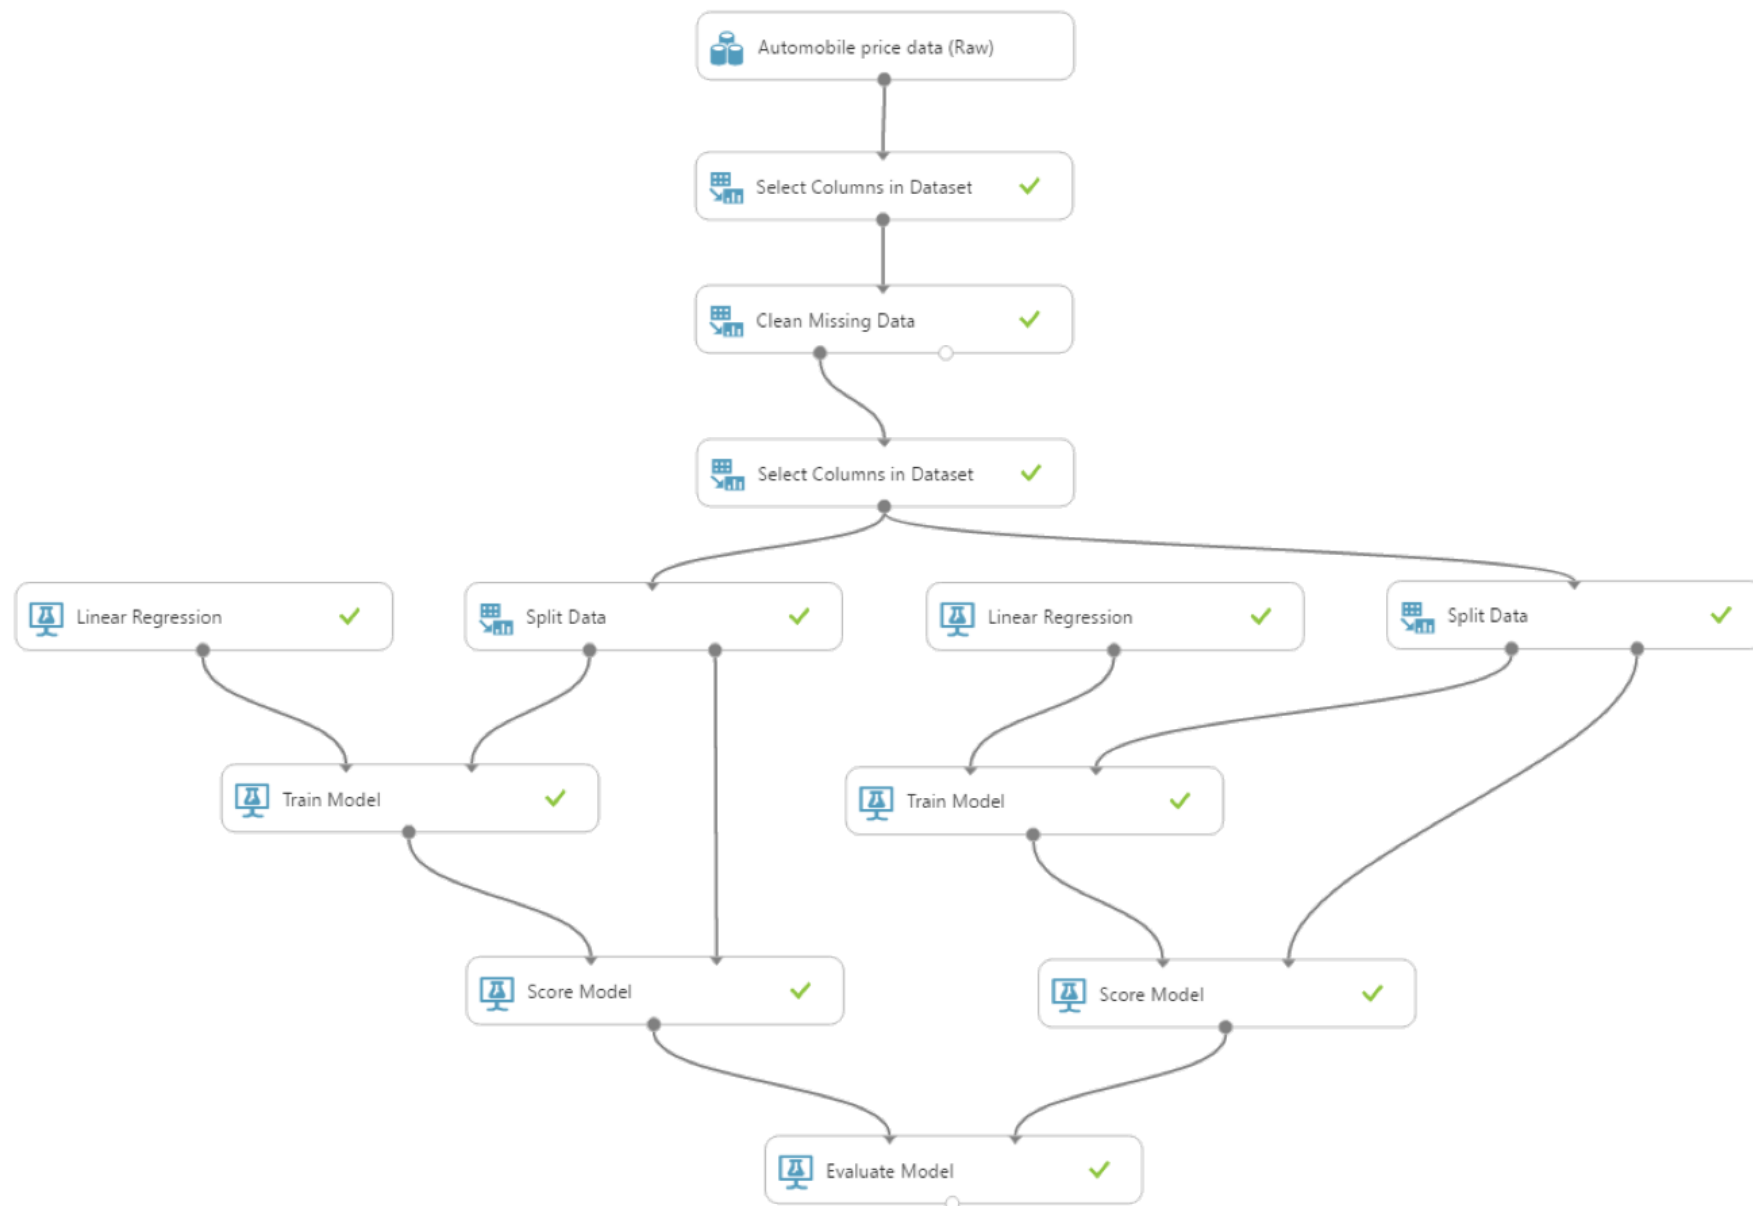 Automobile price data (Raw)
Select Columns in Dataset
Clean Missing Data
Select Columns in Dataset
Linear Regression
Split Data
Linear Regression
Split Data
Train Model
Train Model
Score Model
Score Model
Evaluate Model